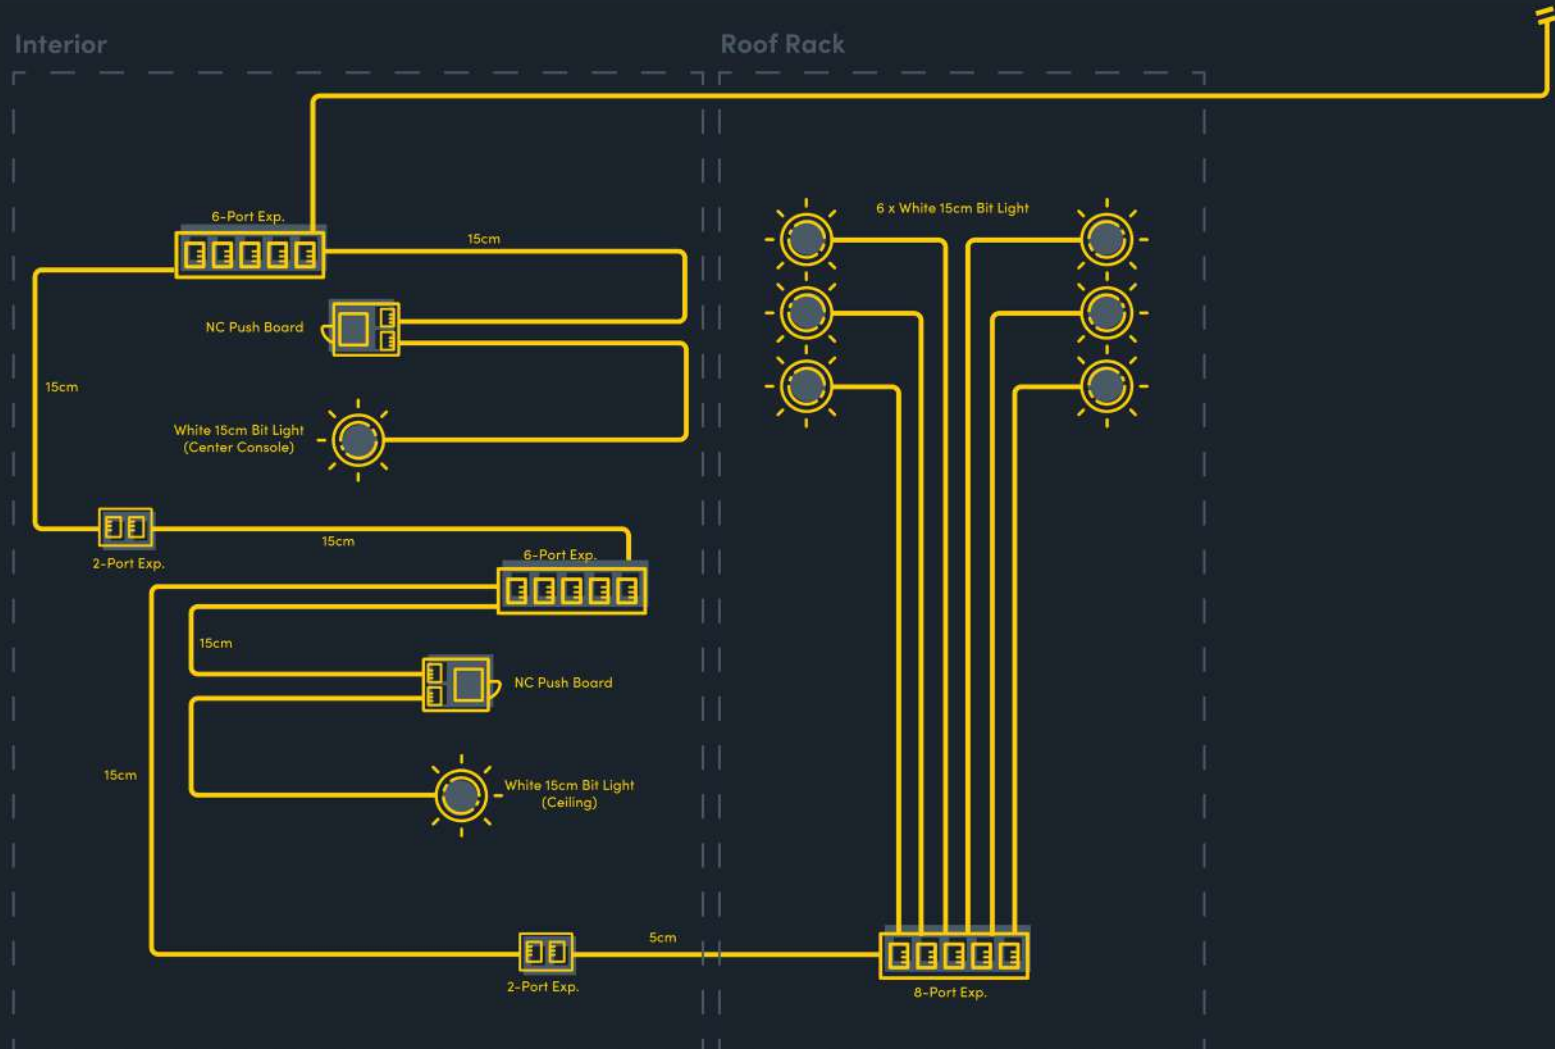 Interior
Roof Rack
6-Port Exp.
15cm
6 x White 15cm Bit Light
NC Push Board
15cm
White 15cm Bit Light
(Center Console)
15cm
2-Port Exp.
6-Port Exp.
15cm
NC Push Board
15cm
White 15cm Bit Light
(Ceiling)
5cm
2-Port Exp.
8-Port Exp.